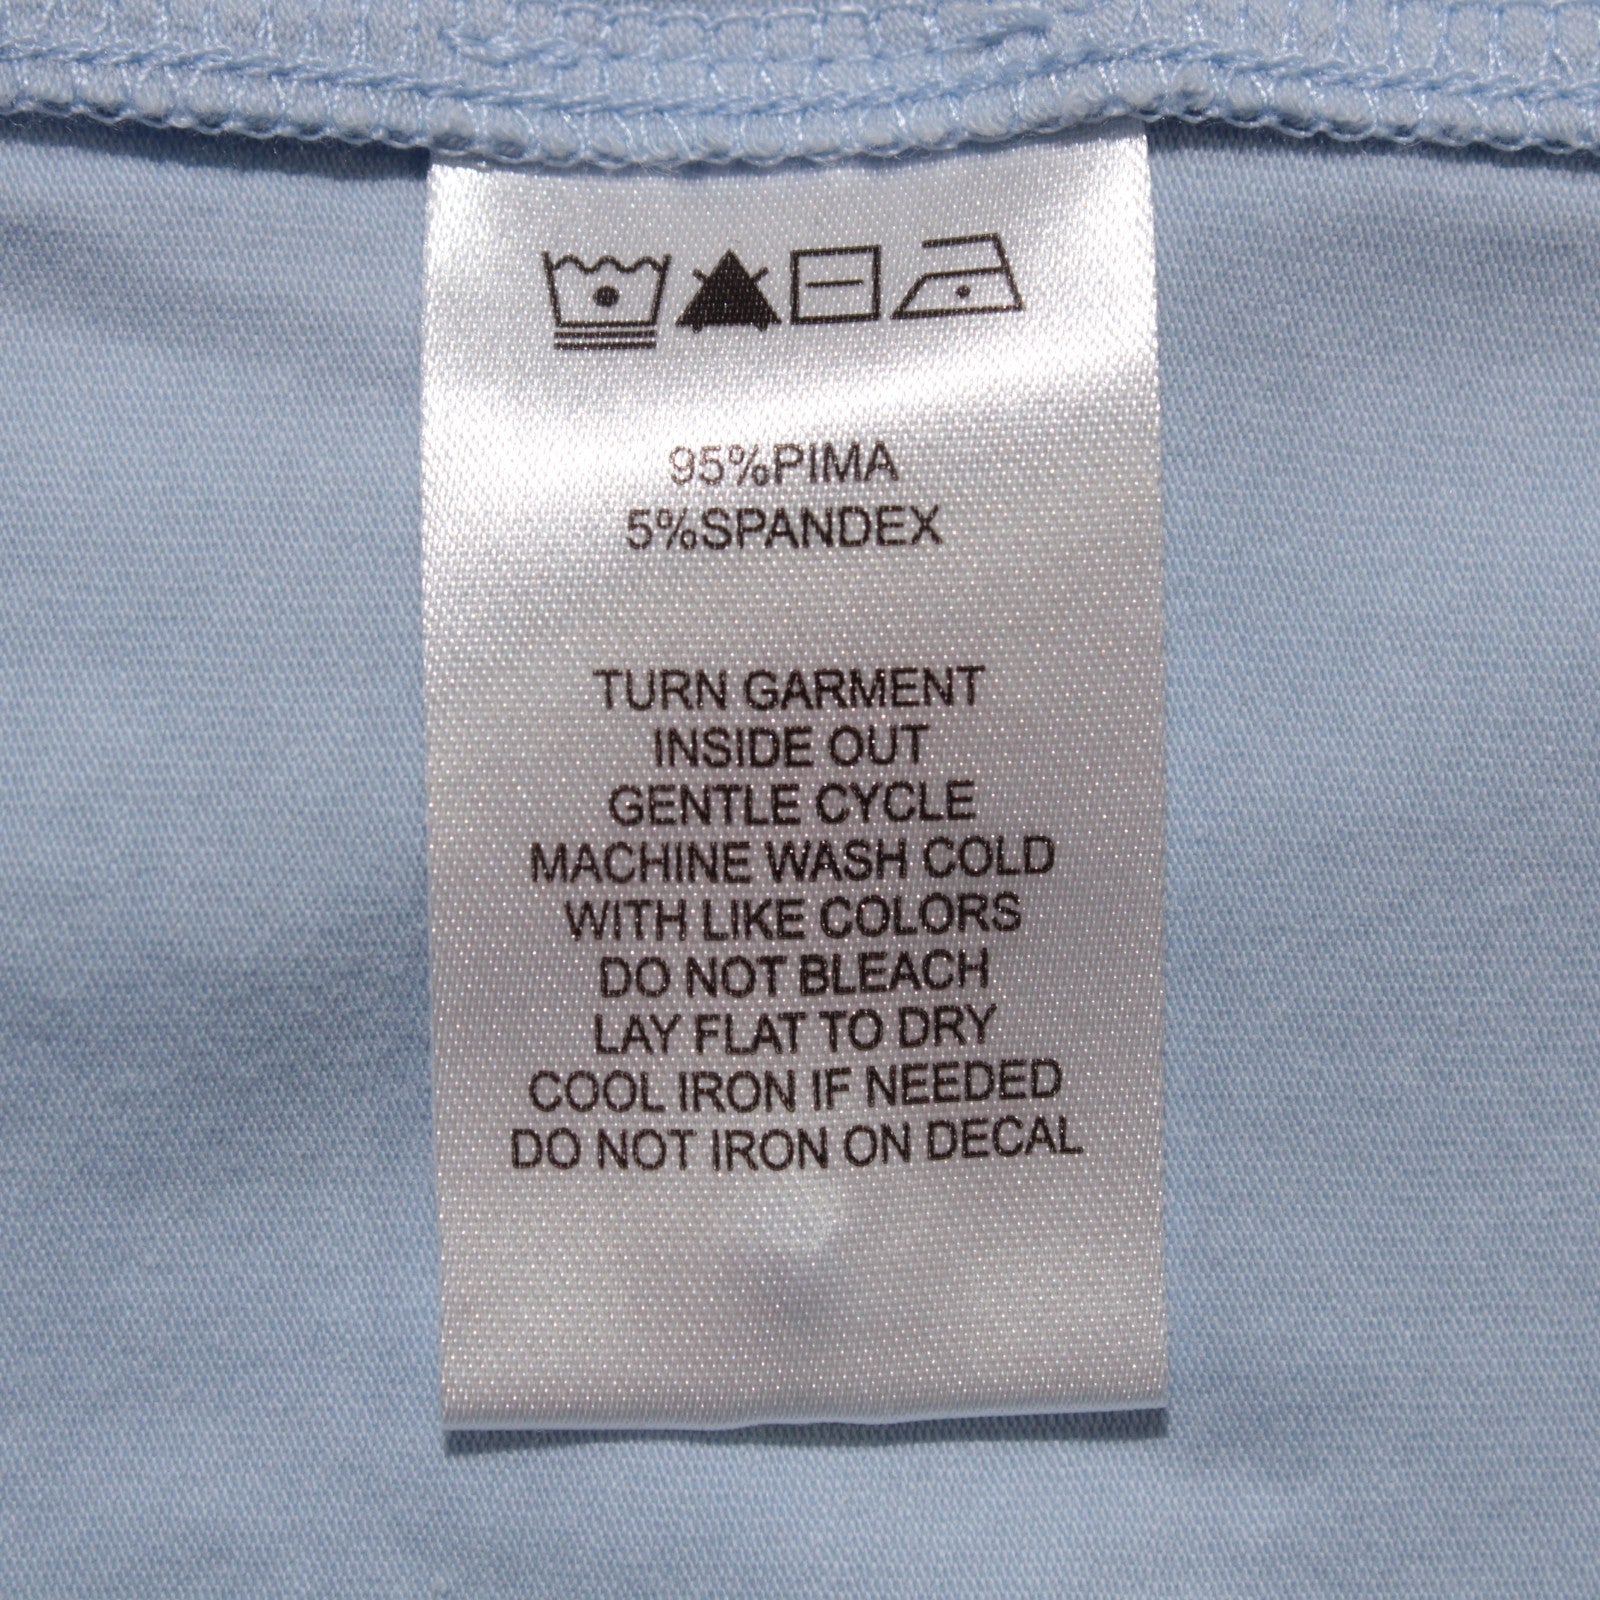 95%PIMA
5%SPANDEX
TURN GARMENT
INSIDE OUT
GENTLE CYCLE
MACHINE WASH COLD
WITH LIKE COLORS
DO NOT BLEACH
LAY FLAT TO DRY
COOL IRON IF NEEDED
DO NOT IRON ON DECAL